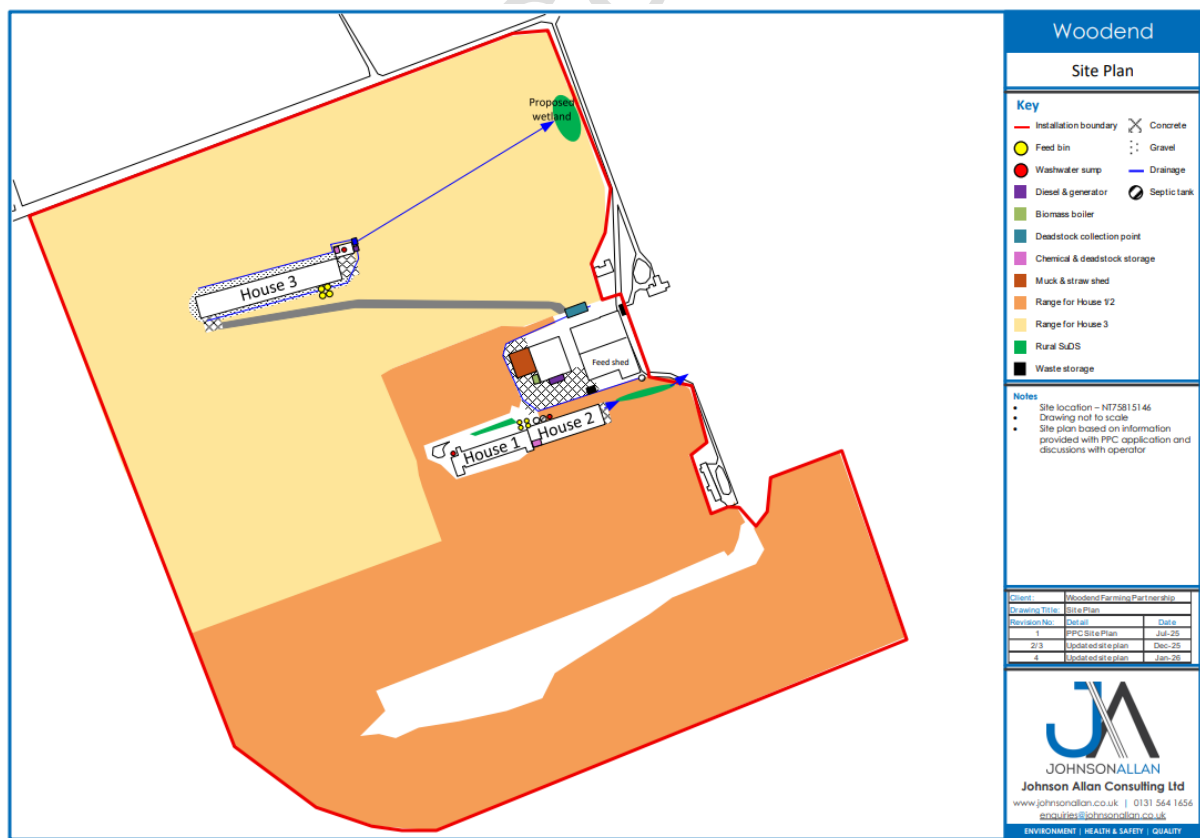 Woodend
Site Plan
Key
Installation boundary
Concrete
Feed bin
Gravel
Washwater sump
Drainage
Diesel & generator
Septic tank
Biomass boiler
Deadstock collection point
Chemical & deadstock storage
Muck & straw shed
Range for House 1/2
Range for House 3
Rural SuDS
Waste storage
Notes
• Site location – NT75815146
• Drawing not to scale
• Site plan based on information
provided with PPC application and
discussions with operator
Client: Woodend Farming Partnership
Drawing Title: Site Plan
Revision No: Detail Date
1 PPC Site Plan Jul-25
2/3 Updated site plan Dec-25
4 Updated site plan Jan-26
JA
JOHNSONALLAN
Johnson Allan Consulting Ltd
www.johnsonallan.co.uk | 0131 564 1656
enquiries@johnsonallan.co.uk
ENVIRONMENT | HEALTH & SAFETY | QUALITY
Proposed
wetland
House 3
Feed shed
House 2
House 1